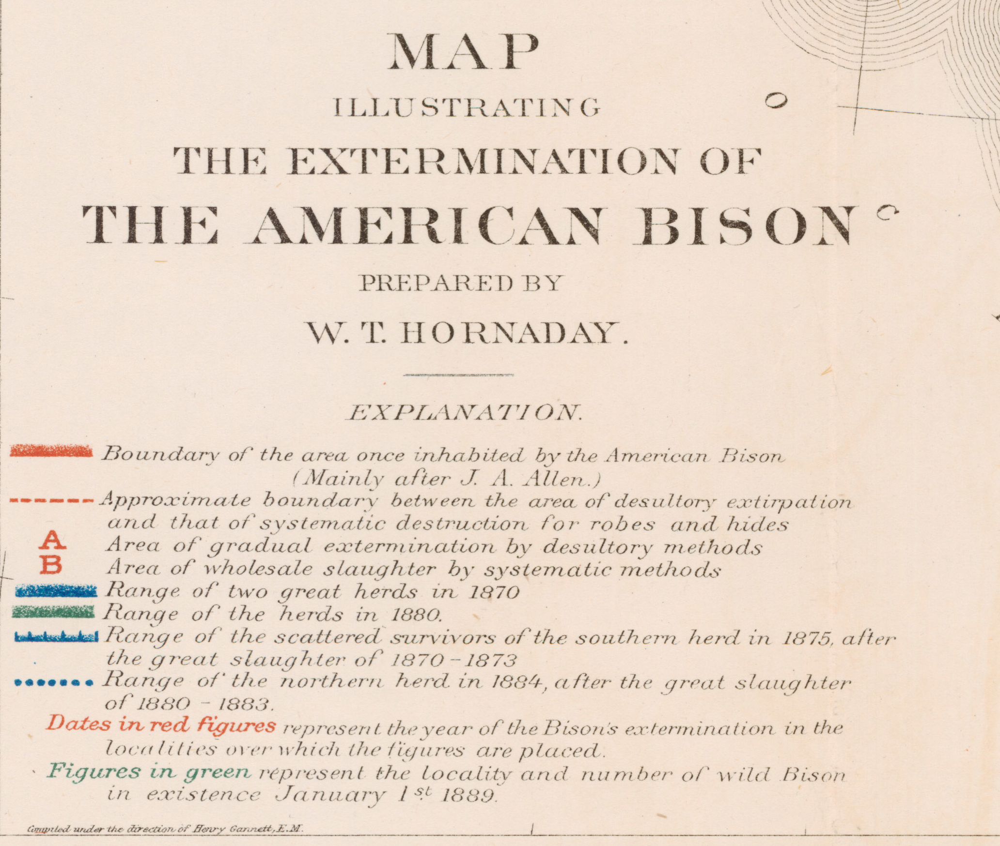 MAP
ILLUSTRATING
O
THE EXTERMINATION OF
THE AMERICAN BISON
C
PREPARED BY
W. T. HORNADAY.
EXPLANATION.
Boundary of the area once inhabited by the American Bison
(Mainly after J. A. Allen.)
Approximate boundary between the area of desultory extirpation
and that of systematic destruction for robes and hides
A Area of gradual extermination by desultory methods
B Area of wholesale slaughter by systematic methods
Range of two great herds in 1870
Range of the herds in 1880.
Range of the scattered survivors of the southern herd in 1875, after
the great slaughter of 1870-1873
Range of the northern herd in 1884, after the great slaughter
of 1880 - 1883.
Dates in red figures represent the year of the Bison's extermination in the
localities over which the figures are placed.
Figures in green represent the locality and number of wild Bison
in existence January 1st 1889.
Compiled under the direction of Henry Gannett, E.M.